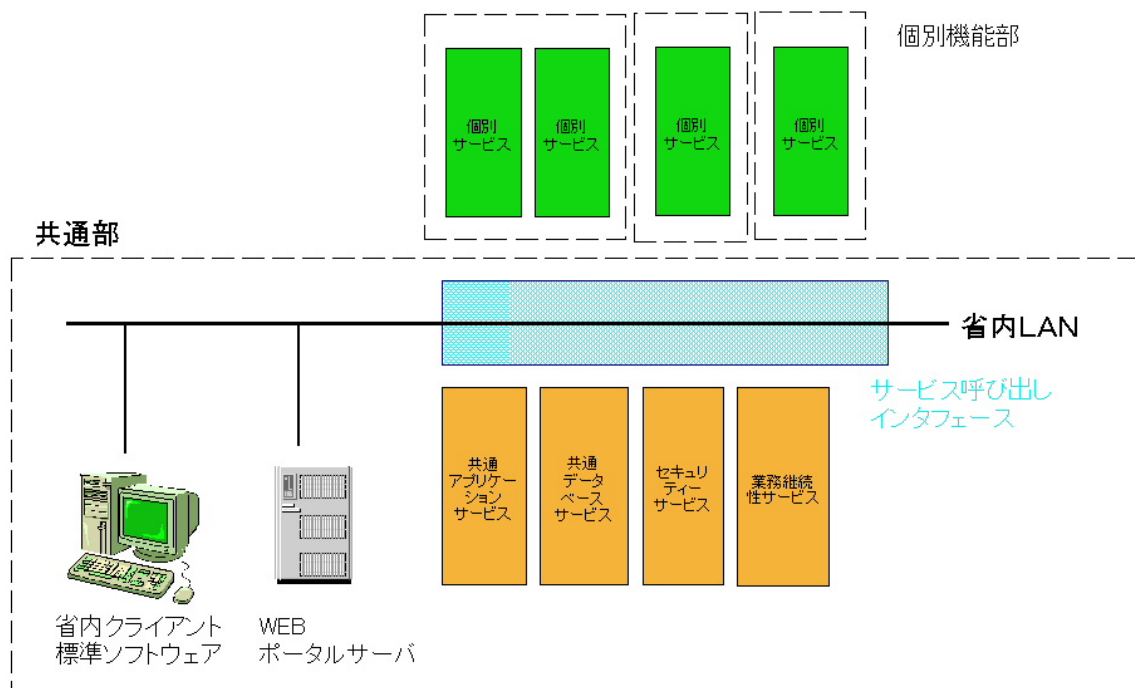 個別機能部
個別
サービス
個別
サービス
個別
サービス
個別
サービス
共通部
省内LAN
サービス呼び出し
インタフェース
共通
アプリケー
ション
サービス
共通
データ
ベース
サービス
セキュリ
ティー
サービス
業務継続
性サービス
省内クライアント
標準ソフトウェア
WEB
ポータルサーバ